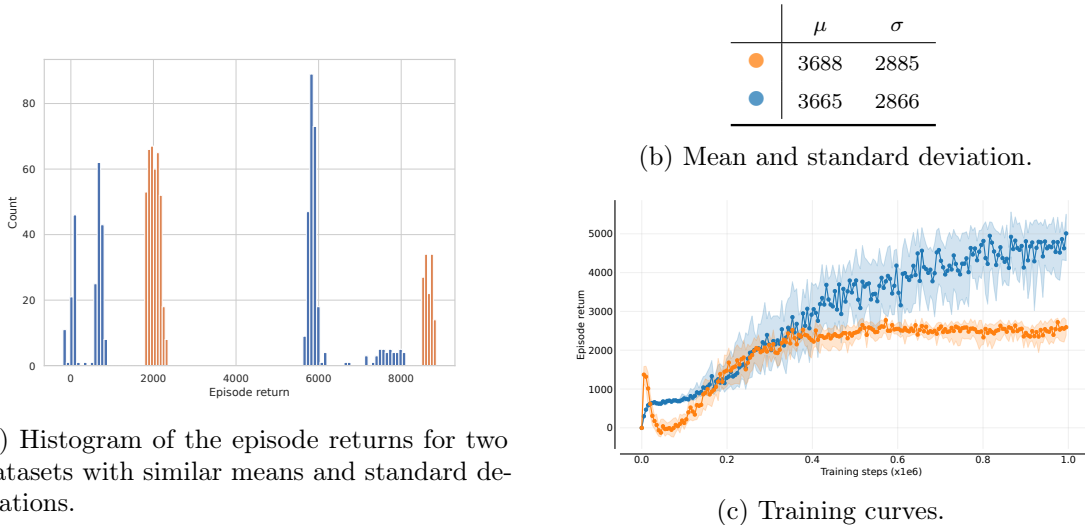 80
60
40
20
0
Count
0 2000 4000 6000 8000
Episode return
) Histogram of the episode returns for two
atasets with similar means and standard de-
ations.
μ σ
3688 2885
3665 2866
(b) Mean and standard deviation.
5000
4000
3000
2000
1000
0
Episode return
0.0 0.2 0.4 0.6 0.8 1.0
Training steps (x1e6)
(c) Training curves.